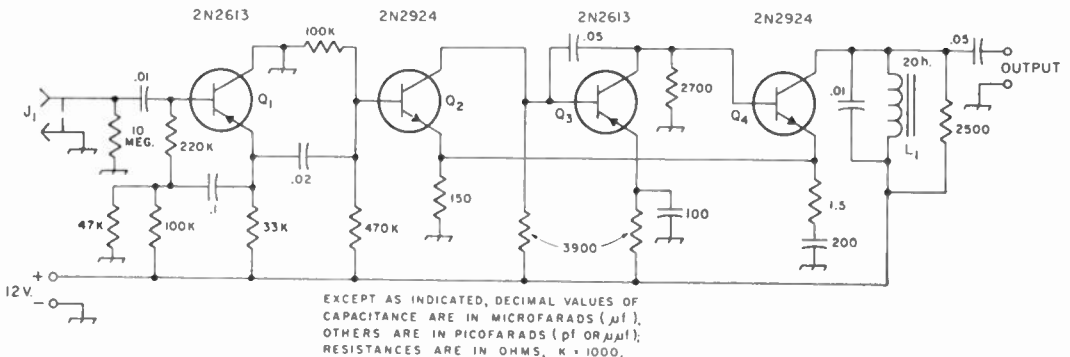 2N2613
2N2924
2N2613
2N2924
100K
.05
.05
.01
Q1
Q2
Q3
2700
Q4
.01
20h.
OUTPUT
J1
10
MEG.
220K
.02
2500
L1
.1
150
100
1.5
47K
100K
33K
470K
3900
200
+
12V.
-
EXCEPT AS INDICATED, DECIMAL VALUES OF
CAPACITANCE ARE IN MICROFARADS (µf),
OTHERS ARE IN PICOFARADS (pf OR µµf);
RESISTANCES ARE IN OHMS, K = 1000.